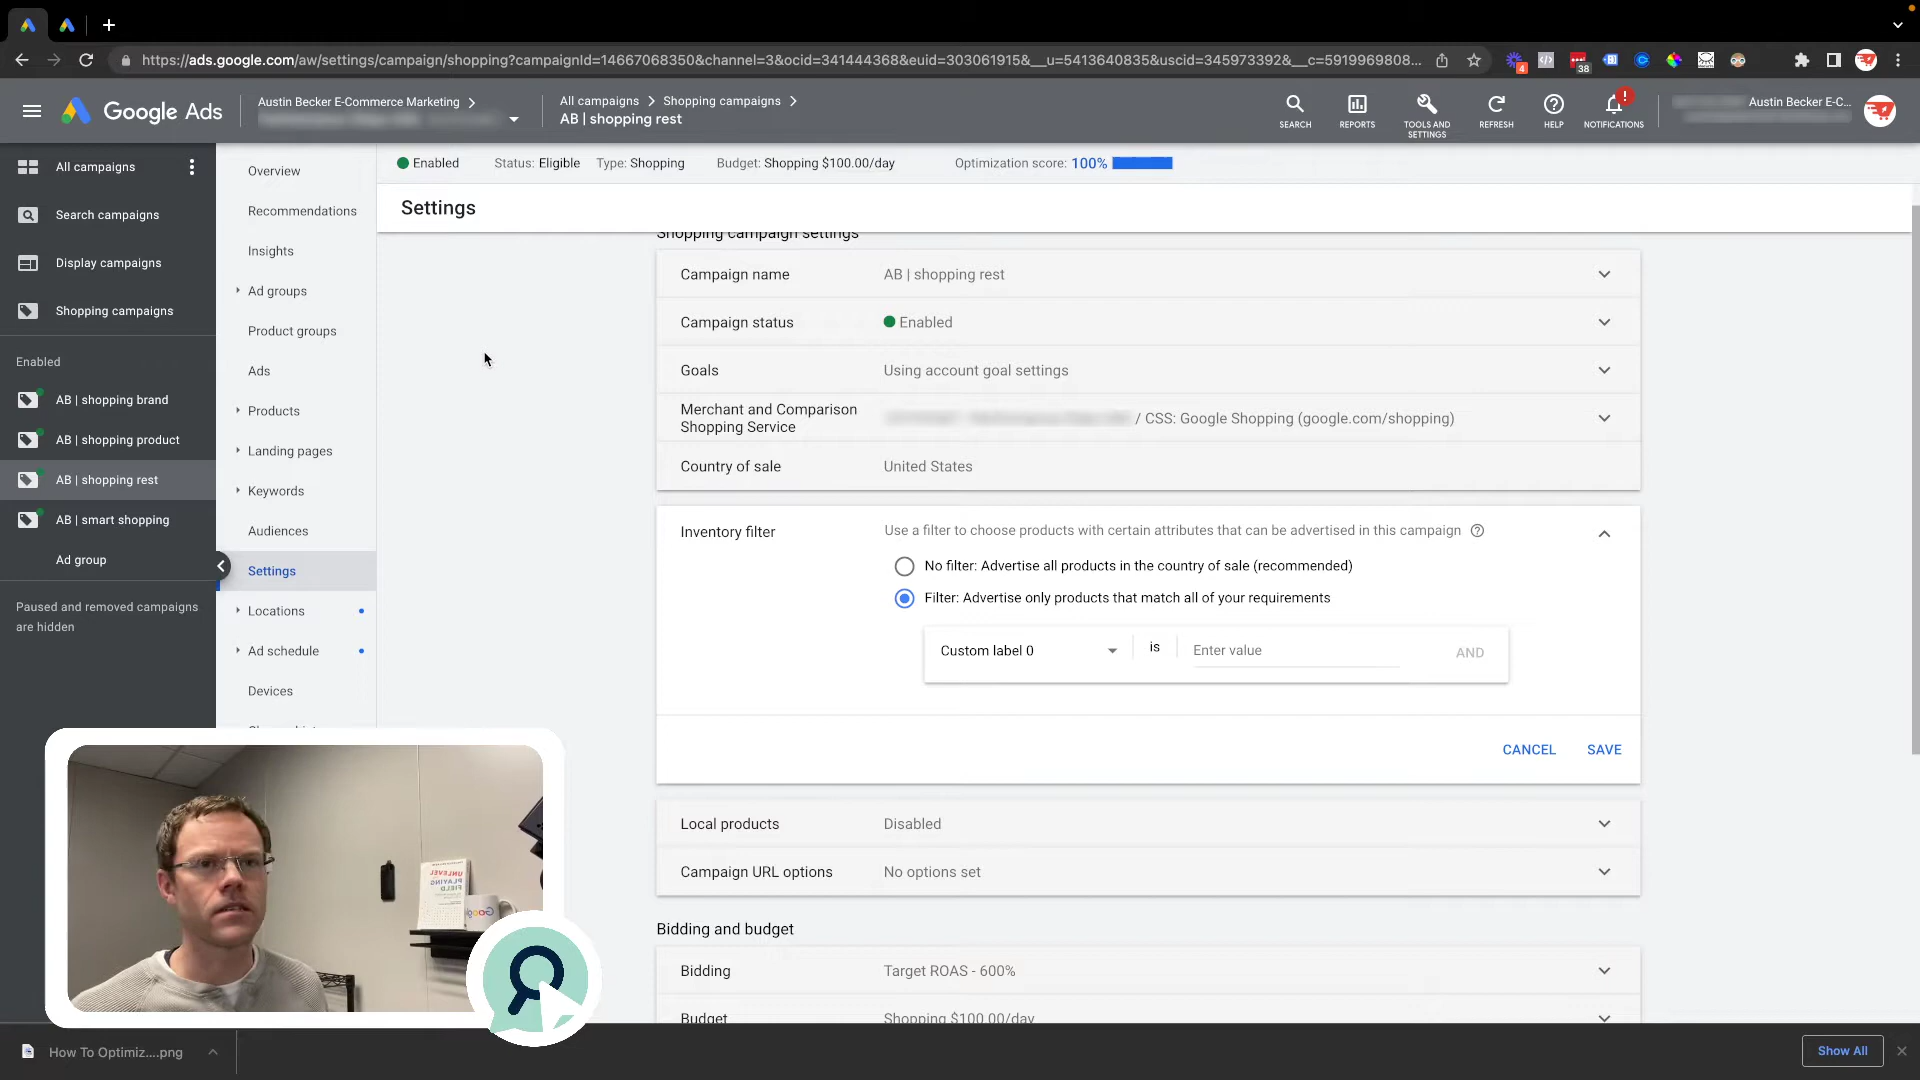 https://ads.google.com/aw/settings/campaign/shopping?campaignId=14667068350&channel=3&ocid=341444368&euid=303061915&__u=5413640835&uscid=345973392&__c=5919969808...
4
38
Google Ads
Austin Becker E-Commerce Marketing
All campaigns > Shopping campaigns >
AB | shopping rest
SEARCH
REPORTS
TOOLS AND
SETTINGS
REFRESH
HELP
!
NOTIFICATIONS
Austin Becker E-C...
All campaigns
Search campaigns
Display campaigns
Shopping campaigns
Enabled
AB | shopping brand
AB | shopping product
AB | shopping rest
AB | smart shopping
Ad group
Paused and removed campaigns
are hidden
Overview
Recommendations
Insights
Ad groups
Product groups
Ads
Products
Landing pages
Keywords
Audiences
Settings
Locations
Ad schedule
Devices
Enabled Status: Eligible Type: Shopping Budget: Shopping $100.00/day Optimization score: 100%
Settings
Shopping campaign settings
Campaign name AB | shopping rest
Campaign status Enabled
Goals Using account goal settings
Merchant and Comparison
Shopping Service
/ CSS: Google Shopping (google.com/shopping)
Country of sale United States
Inventory filter Use a filter to choose products with certain attributes that can be advertised in this campaign
No filter: Advertise all products in the country of sale (recommended)
Filter: Advertise only products that match all of your requirements
Custom label 0 is Enter value AND
CANCEL SAVE
Local products Disabled
Campaign URL options No options set
Bidding and budget
Bidding Target ROAS - 600%
Budget Shopping $100.00/day
UNLEVEL
PLAYING
FIELD
Google
How To Optimiz....png
Show All